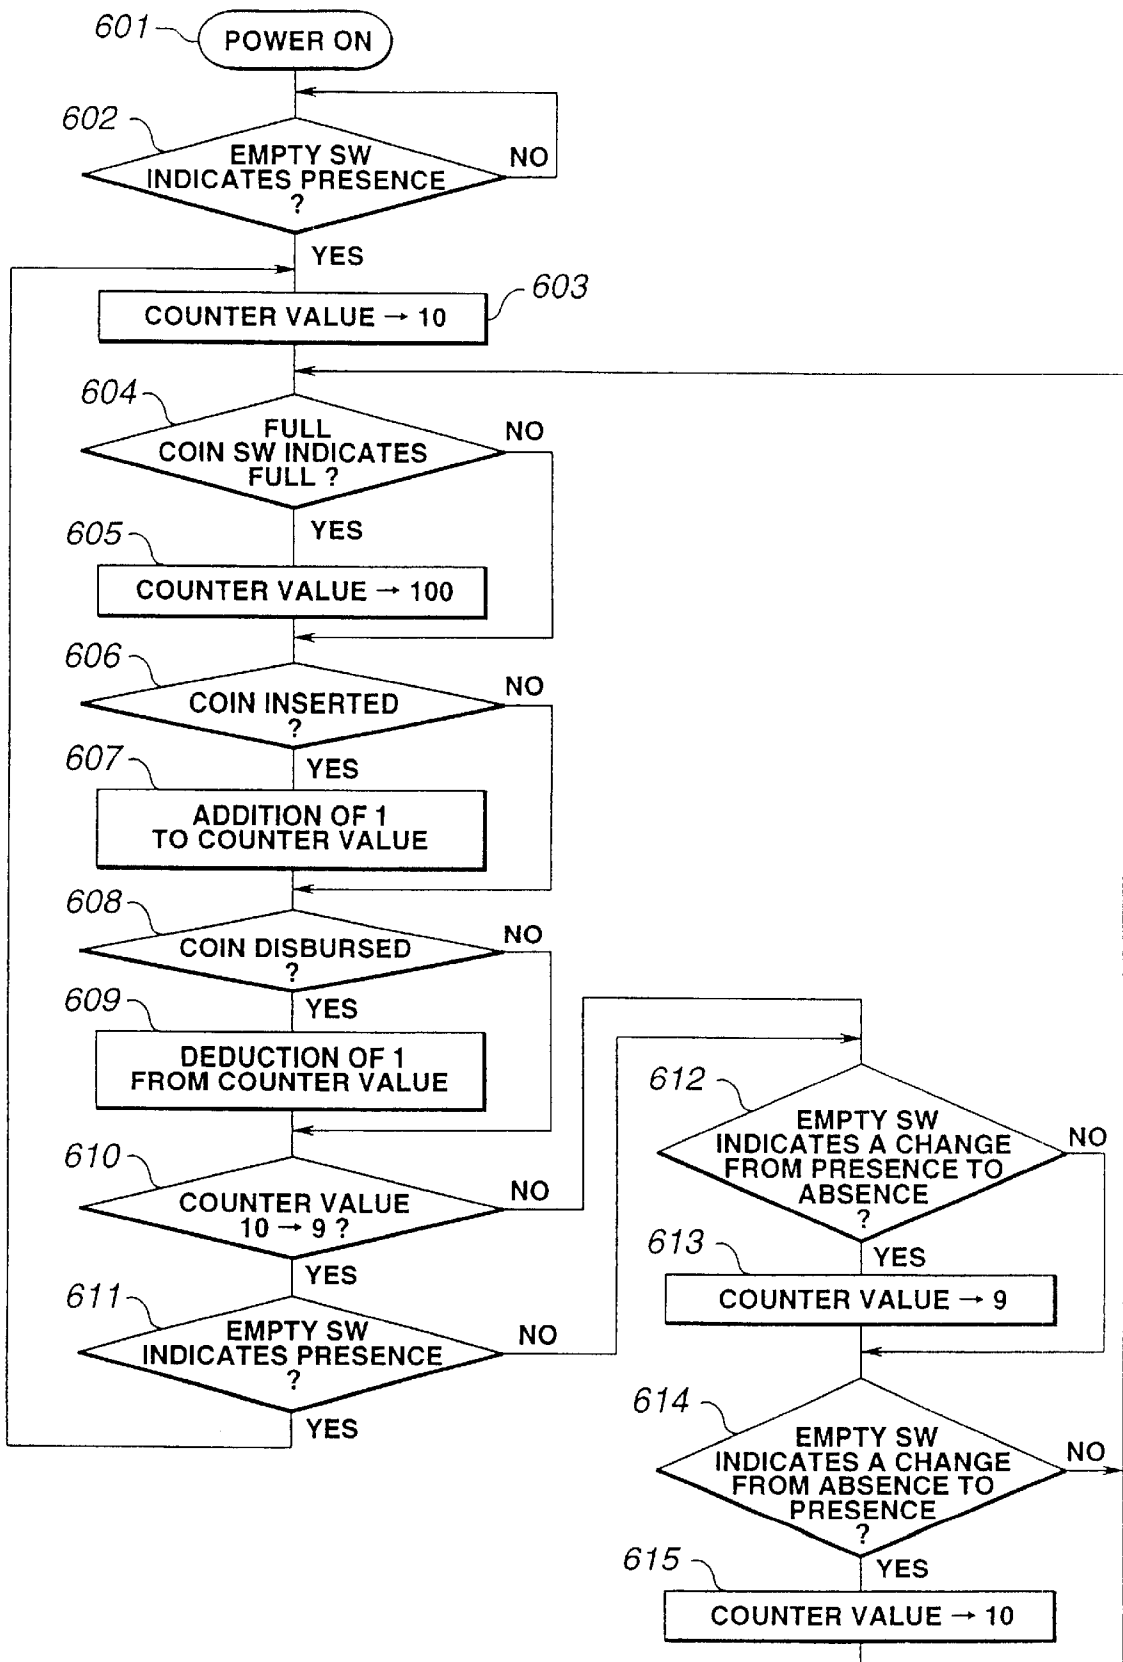 601
POWER ON
602
EMPTY SW
INDICATES PRESENCE
?
NO
YES
603
COUNTER VALUE → 10
604
FULL
COIN SW INDICATES
FULL ?
NO
YES
605
COUNTER VALUE → 100
606
COIN INSERTED
?
NO
YES
607
ADDITION OF 1
TO COUNTER VALUE
608
COIN DISBURSED
?
NO
YES
609
DEDUCTION OF 1
FROM COUNTER VALUE
610
COUNTER VALUE
10 → 9 ?
NO
YES
611
EMPTY SW
INDICATES PRESENCE
?
NO
YES
612
EMPTY SW
INDICATES A CHANGE
FROM PRESENCE TO
ABSENCE
?
NO
YES
613
COUNTER VALUE → 9
614
EMPTY SW
INDICATES A CHANGE
FROM ABSENCE TO
PRESENCE
?
NO
YES
615
COUNTER VALUE → 10